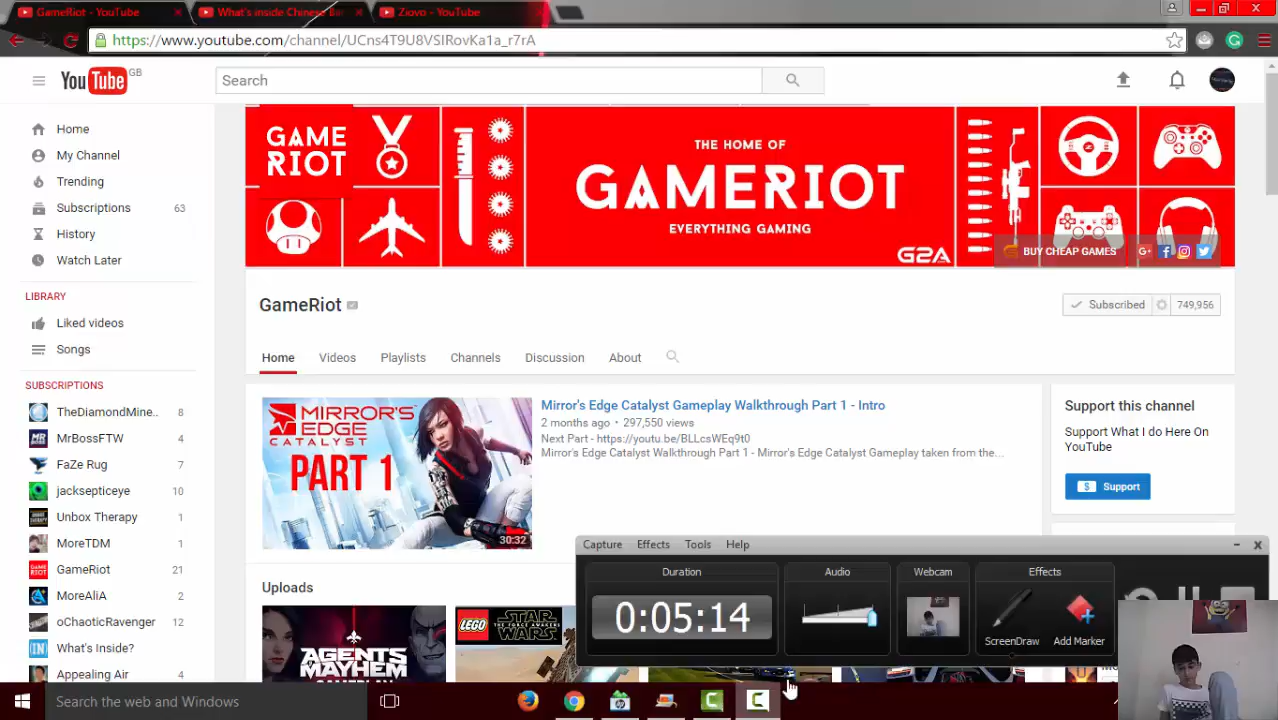 GameRiot - YouTube
What's inside Chinese B
Ziovo - YouTube
https://www.youtube.com/channel/UCns4T9U8VSIRovKa1a_r7rA
YouTube GB
Search
Home
My Channel
Trending
Subscriptions 63
History
Watch Later
LIBRARY
Liked videos
Songs
SUBSCRIPTIONS
TheDiamondMine.. 8
MrBossFTW 4
FaZe Rug 7
jacksepticeye 10
Unbox Therapy 1
MoreTDM 1
GameRiot 21
MoreAliA 2
oChaoticRavenger 12
What's Inside? 6
Appealing Air 4
GAME
RIOT
THE HOME OF
GAMERIOT
EVERYTHING GAMING
G2A
BUY CHEAP GAMES
GameRiot
Subscribed 749,956
Home Videos Playlists Channels Discussion About
MIRROR'S
EDGE
CATALYST
PART 1
30:32
Mirror's Edge Catalyst Gameplay Walkthrough Part 1 - Intro
2 months ago • 297,550 views
Next Part - https://youtu.be/BLLcsWEq9t0
Mirror's Edge Catalyst Walkthrough Part 1 - Mirror's Edge Catalyst Gameplay taken from the...
Support this channel
Support What I do Here On
YouTube
Support
Uploads
AGENTS
MAYHEM
GAMEPLAY
LEGO STAR WARS
THE FORCE AWAKENS
Capture Effects Tools Help
Duration
0:05:14
Audio
Webcam
Effects
ScreenDraw
Add Marker
Search the web and Windows